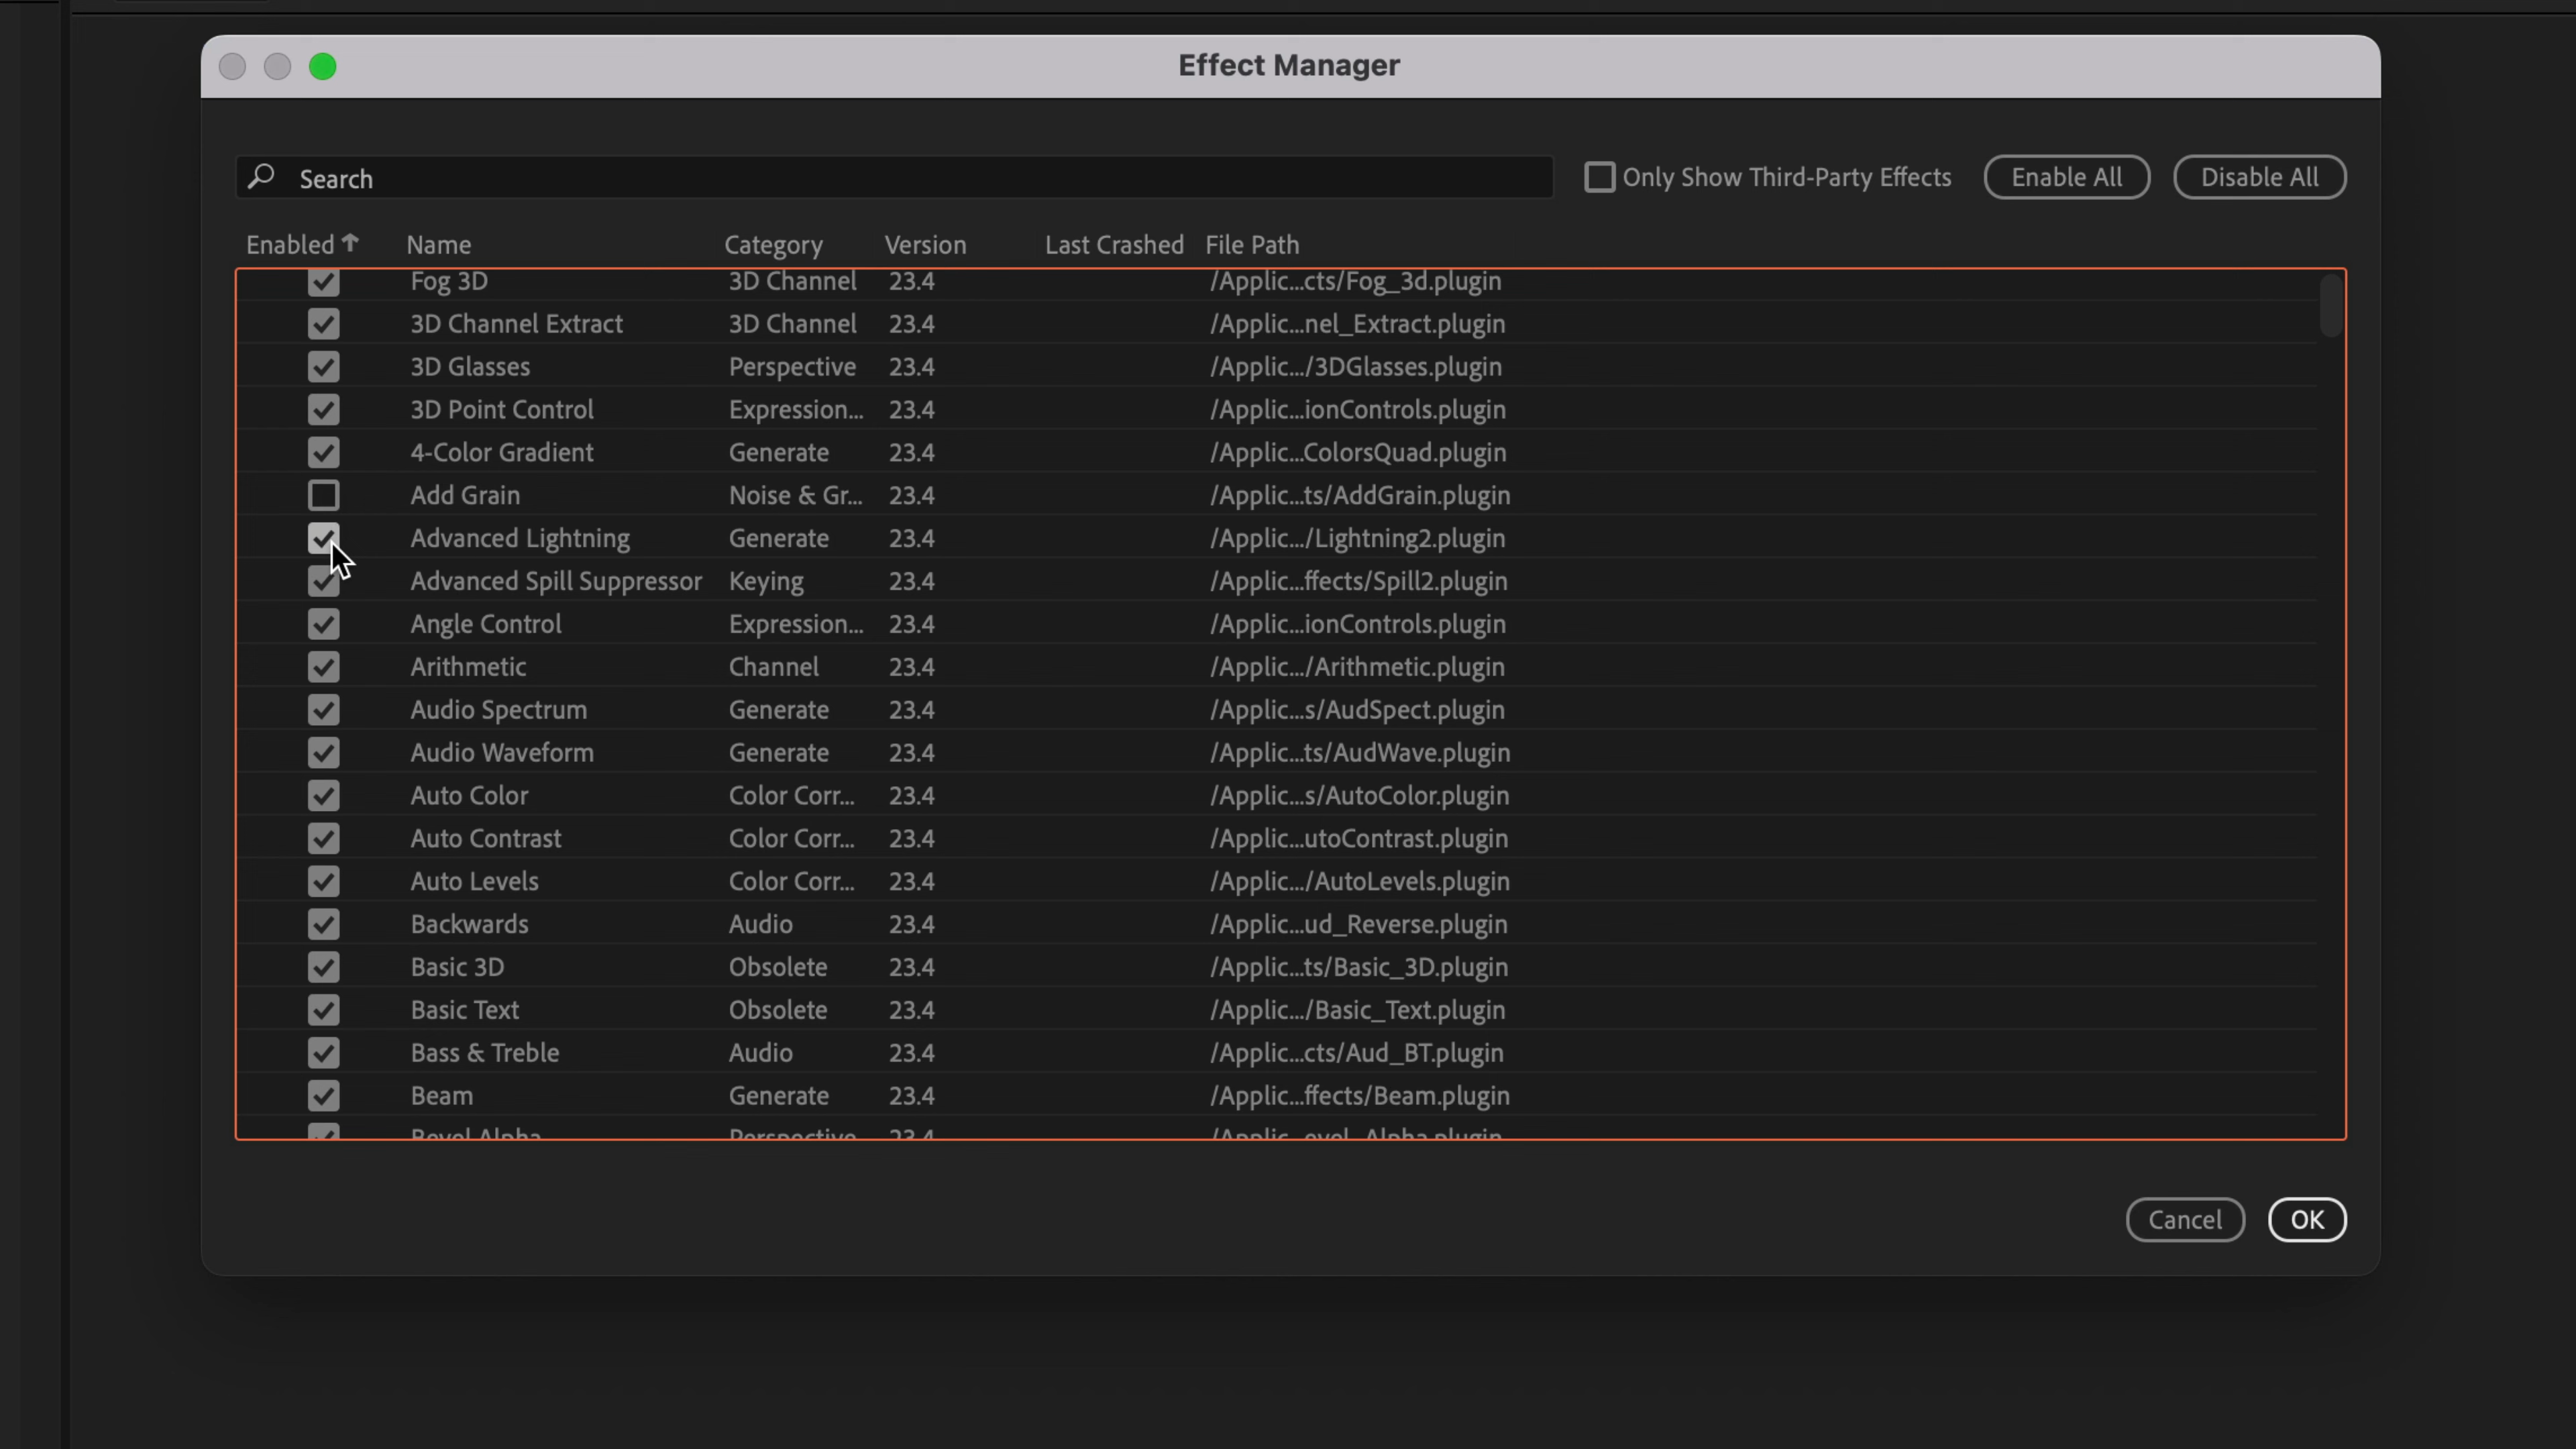 Effect Manager
Search
Only Show Third-Party Effects
Enable All
Disable All
Enabled Name Category Version Last Crashed File Path
Fog 3D 3D Channel 23.4 /Applic...cts/Fog_3d.plugin
3D Channel Extract 3D Channel 23.4 /Applic...nel_Extract.plugin
3D Glasses Perspective 23.4 /Applic.../3DGlasses.plugin
3D Point Control Expression... 23.4 /Applic...ionControls.plugin
4-Color Gradient Generate 23.4 /Applic...ColorsQuad.plugin
Add Grain Noise & Gr... 23.4 /Applic...ts/AddGrain.plugin
Advanced Lightning Generate 23.4 /Applic.../Lightning2.plugin
Advanced Spill Suppressor Keying 23.4 /Applic...ffects/Spill2.plugin
Angle Control Expression... 23.4 /Applic...ionControls.plugin
Arithmetic Channel 23.4 /Applic.../Arithmetic.plugin
Audio Spectrum Generate 23.4 /Applic...s/AudSpect.plugin
Audio Waveform Generate 23.4 /Applic...ts/AudWave.plugin
Auto Color Color Corr... 23.4 /Applic...s/AutoColor.plugin
Auto Contrast Color Corr... 23.4 /Applic...utoContrast.plugin
Auto Levels Color Corr... 23.4 /Applic.../AutoLevels.plugin
Backwards Audio 23.4 /Applic...ud_Reverse.plugin
Basic 3D Obsolete 23.4 /Applic...ts/Basic_3D.plugin
Basic Text Obsolete 23.4 /Applic.../Basic_Text.plugin
Bass & Treble Audio 23.4 /Applic...cts/Aud_BT.plugin
Beam Generate 23.4 /Applic...ffects/Beam.plugin
Bevel Alpha Perspective 23.4 /Applic...evel_Alpha.plugin
Cancel
OK